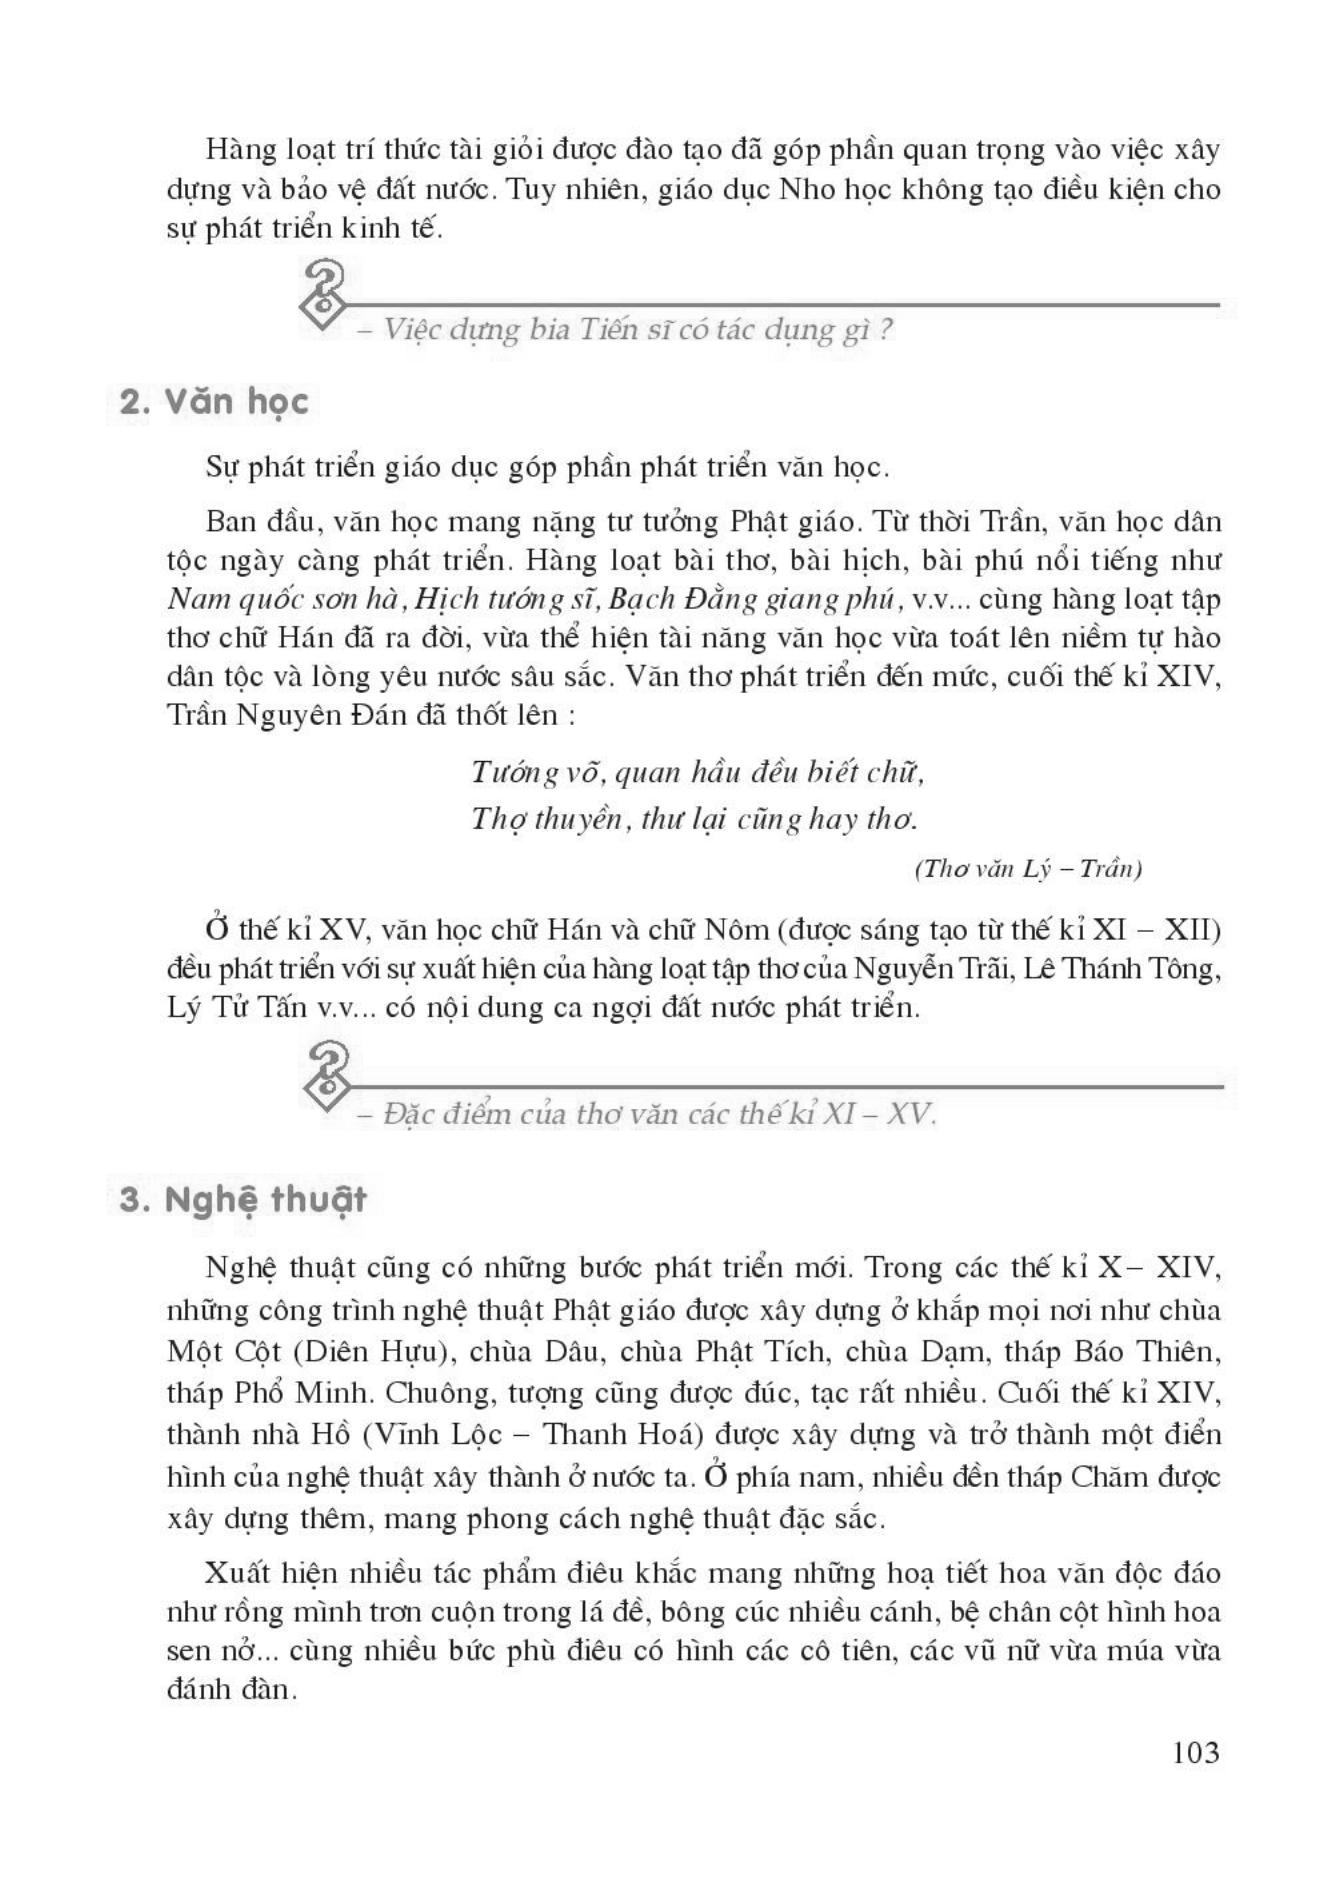 Hàng loạt trí thức tài giỏi được đào tạo đã góp phần quan trọng vào việc xây
dựng và bảo vệ đất nước. Tuy nhiên, giáo dục Nho học không tạo điều kiện cho
sự phát triển kinh tế.
– Việc dựng bia Tiến sĩ có tác dụng gì ?
2. Văn học
Sự phát triển giáo dục góp phần phát triển văn học.
Ban đầu, văn học mang nặng tư tưởng Phật giáo. Từ thời Trần, văn học dân
tộc ngày càng phát triển. Hàng loạt bài thơ, bài hịch, bài phú nổi tiếng như
Nam quốc sơn hà, Hịch tướng sĩ, Bạch Đằng giang phú, v.v... cùng hàng loạt tập
thơ chữ Hán đã ra đời, vừa thể hiện tài năng văn học vừa toát lên niềm tự hào
dân tộc và lòng yêu nước sâu sắc. Văn thơ phát triển đến mức, cuối thế kỉ XIV,
Trần Nguyên Đán đã thốt lên :
Tướng võ, quan hầu đều biết chữ,
Thợ thuyền, thư lại cũng hay thơ.
(Thơ văn Lý – Trần)
Ở thế kỉ XV, văn học chữ Hán và chữ Nôm (được sáng tạo từ thế kỉ XI – XII)
đều phát triển với sự xuất hiện của hàng loạt tập thơ của Nguyễn Trãi, Lê Thánh Tông,
Lý Tử Tấn v.v... có nội dung ca ngợi đất nước phát triển.
– Đặc điểm của thơ văn các thế kỉ XI – XV.
3. Nghệ thuật
Nghệ thuật cũng có những bước phát triển mới. Trong các thế kỉ X– XIV,
những công trình nghệ thuật Phật giáo được xây dựng ở khắp mọi nơi như chùa
Một Cột (Diên Hựu), chùa Dâu, chùa Phật Tích, chùa Dạm, tháp Báo Thiên,
tháp Phổ Minh. Chuông, tượng cũng được đúc, tạc rất nhiều. Cuối thế kỉ XIV,
thành nhà Hồ (Vĩnh Lộc – Thanh Hoá) được xây dựng và trở thành một điển
hình của nghệ thuật xây thành ở nước ta. Ở phía nam, nhiều đền tháp Chăm được
xây dựng thêm, mang phong cách nghệ thuật đặc sắc.
Xuất hiện nhiều tác phẩm điêu khắc mang những hoạ tiết hoa văn độc đáo
như rồng mình trơn cuộn trong lá đề, bông cúc nhiều cánh, bệ chân cột hình hoa
sen nở... cùng nhiều bức phù điêu có hình các cô tiên, các vũ nữ vừa múa vừa
đánh đàn.
103